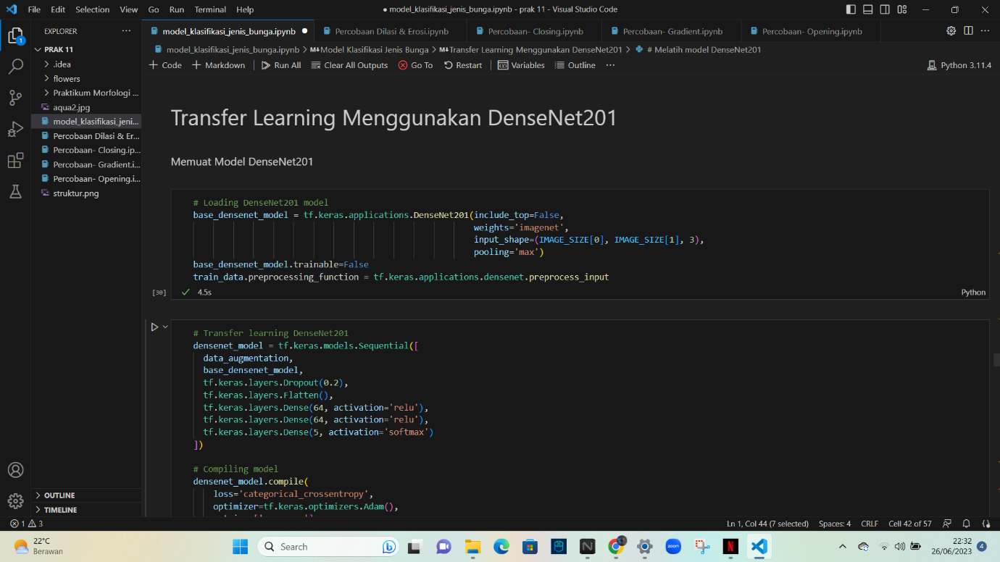 File Edit Selection View Go Run Terminal Help
● model_klasifikasi_jenis_bunga.ipynb - prak 11 - Visual Studio Code
EXPLORER ···
model_klasifikasi_jenis_bunga.ipynb ●
Percobaan Dilasi & Erosi.ipynb
Percobaan- Closing.ipynb
Percobaan- Gradient.ipynb
Percobaan- Opening.ipynb
1
PRAK 11
.idea
flowers
Praktikum Morfologi ...
aqua2.jpg
model_klasifikasi_jeni...
Percobaan Dilasi & Er...
Percobaan- Closing.ip...
Percobaan- Gradient.i...
Percobaan- Opening.i...
struktur.png
OUTLINE
TIMELINE
model_klasifikasi_jenis_bunga.ipynb > M↓Model Klasifikasi Jenis Bunga > M↓Transfer Learning Menggunakan DenseNet201 > # Melatih model DenseNet201
+ Code + Markdown | Run All Clear All Outputs Go To Restart | Variables Outline ···
Python 3.11.4
Transfer Learning Menggunakan DenseNet201
Memuat Model DenseNet201
# Loading DenseNet201 model
base_densenet_model = tf.keras.applications.DenseNet201(include_top=False,
weights='imagenet',
input_shape=(IMAGE_SIZE[0], IMAGE_SIZE[1], 3),
pooling='max')
base_densenet_model.trainable=False
train_data.preprocessing_function = tf.keras.applications.densenet.preprocess_input
[30] ✓ 4.5s Python
# Transfer learning DenseNet201
densenet_model = tf.keras.models.Sequential([
data_augmentation,
base_densenet_model,
tf.keras.layers.Dropout(0.2),
tf.keras.layers.Flatten(),
tf.keras.layers.Dense(64, activation='relu'),
tf.keras.layers.Dense(64, activation='relu'),
tf.keras.layers.Dense(5, activation='softmax')
])
# Compiling model
densenet_model.compile(
loss='categorical_crossentropy',
optimizer=tf.keras.optimizers.Adam(),
1 3
Ln 1, Col 44 (7 selected) Spaces: 4 CRLF Cell 42 of 57
22°C
Berawan
Search
zoom
N
22:32
26/06/2023
4